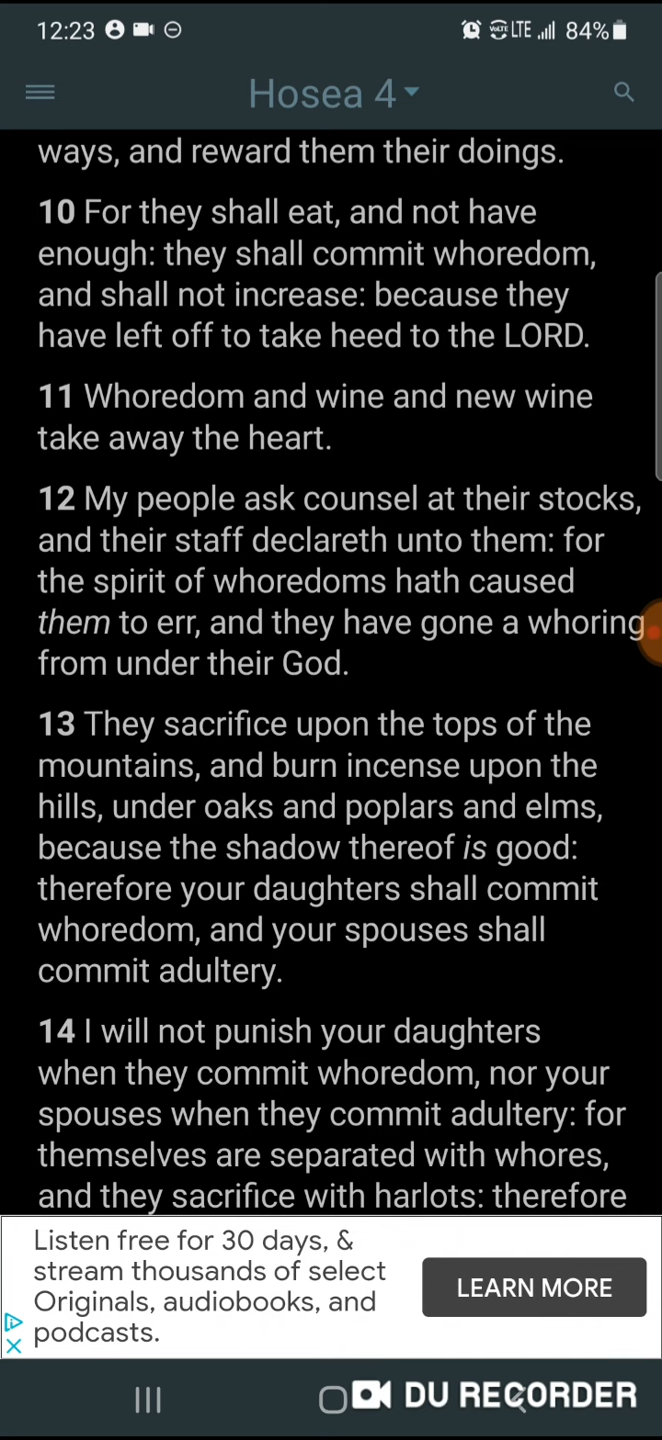 12:23
VoLTE LTE 84%
Hosea 4
ways, and reward them their doings.
10 For they shall eat, and not have
enough: they shall commit whoredom,
and shall not increase: because they
have left off to take heed to the LORD.
11 Whoredom and wine and new wine
take away the heart.
12 My people ask counsel at their stocks,
and their staff declareth unto them: for
the spirit of whoredoms hath caused
them to err, and they have gone a whoring
from under their God.
13 They sacrifice upon the tops of the
mountains, and burn incense upon the
hills, under oaks and poplars and elms,
because the shadow thereof is good:
therefore your daughters shall commit
whoredom, and your spouses shall
commit adultery.
14 I will not punish your daughters
when they commit whoredom, nor your
spouses when they commit adultery: for
themselves are separated with whores,
and they sacrifice with harlots: therefore
Listen free for 30 days, &
stream thousands of select
Originals, audiobooks, and
podcasts.
LEARN MORE
DU RECORDER